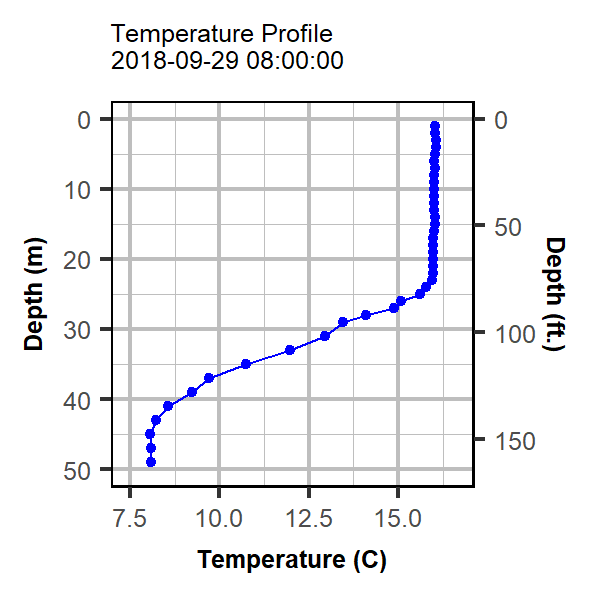 Temperature Profile
2018-09-29 08:00:00
0
10
20
30
40
50
Depth (m)
0
50
100
150
Depth (ft.)
7.5 10.0 12.5 15.0
Temperature (C)